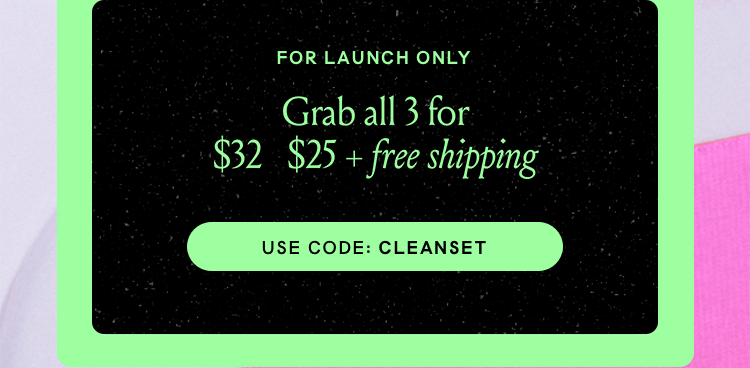 FOR LAUNCH ONLY
Grab all 3 for
$32 $25 + free shipping
USE CODE: CLEANSET